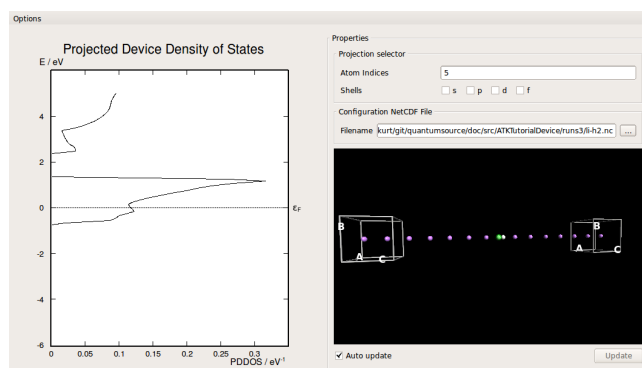 Options
Projected Device Density of States
E / eV
4
2
0
-2
-4
-6
εF
0 0.05 0.1 0.15 0.2 0.25 0.3
PDDOS / eV⁻¹
Properties
Projection selector
Atom Indices 5
Shells s p d f
Configuration NetCDF File
Filename kurt/git/quantumsource/doc/src/ATKTutorialDevice/runs3/li-h2.nc ...
B B
A C A C
Auto update Update